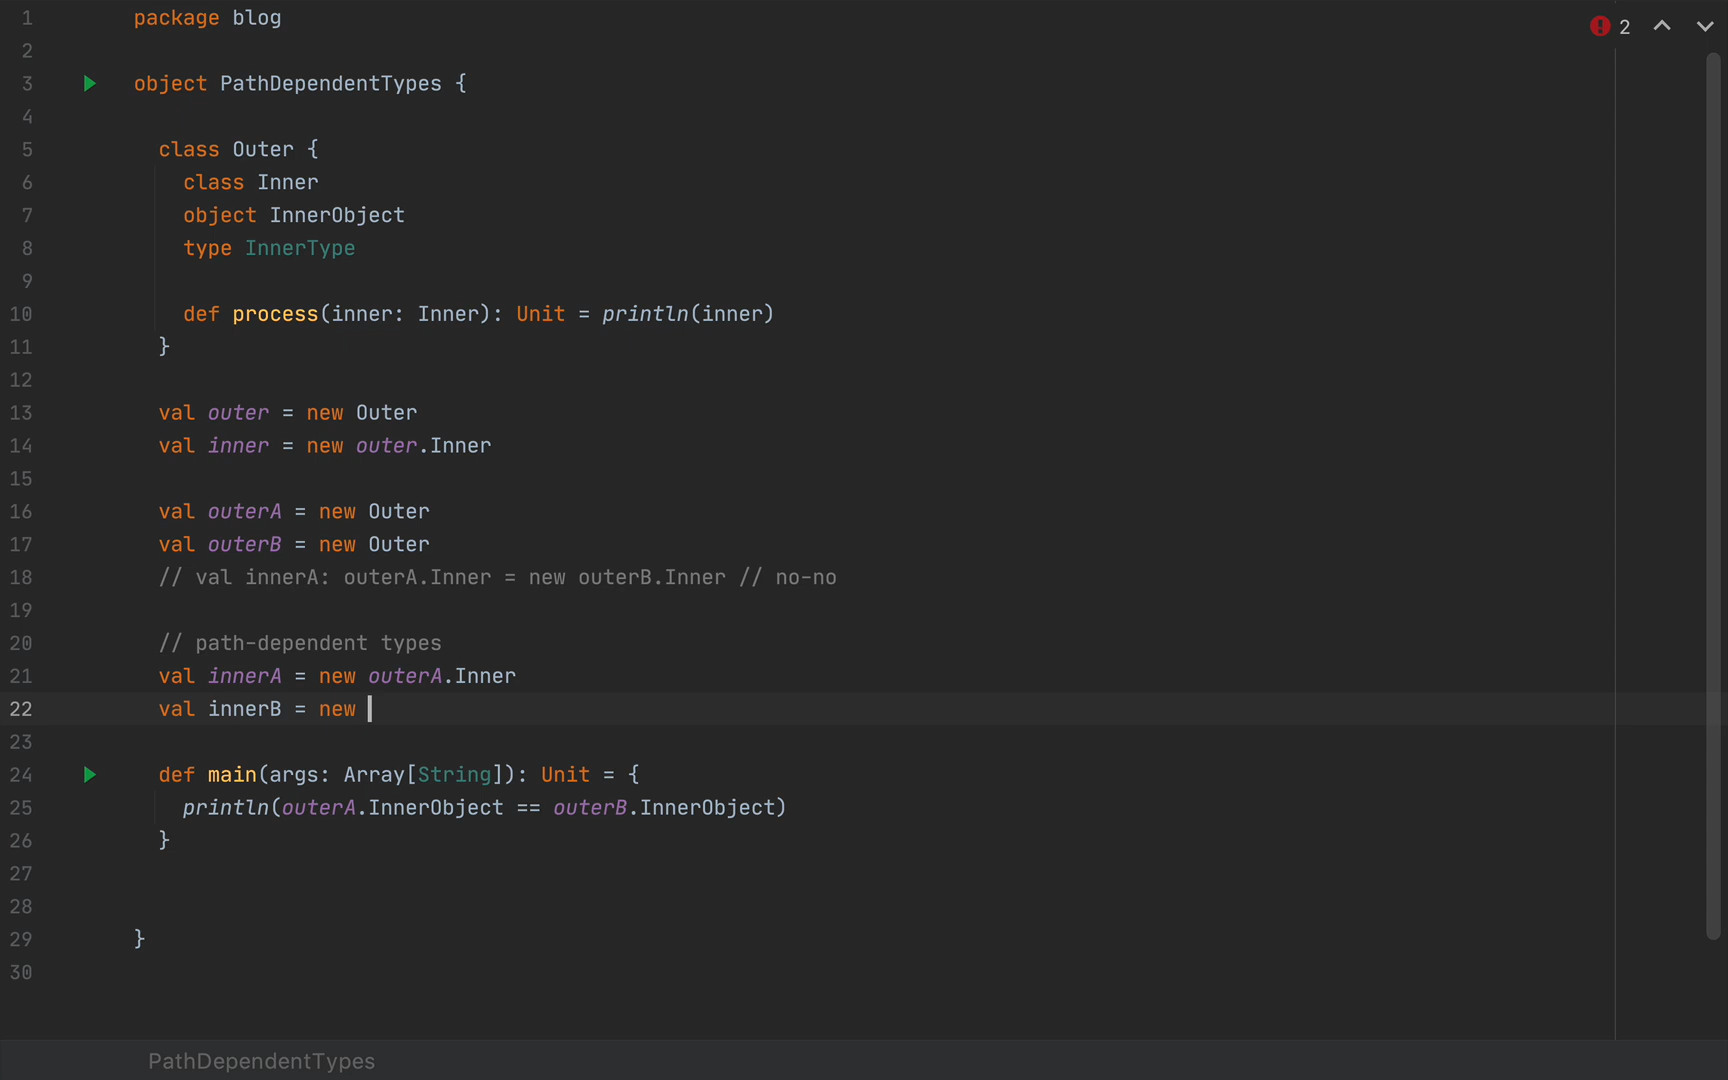 1 package blog
2
3 object PathDependentTypes {
4
5 class Outer {
6 class Inner
7 object InnerObject
8 type InnerType
9
10 def process(inner: Inner): Unit = println(inner)
11 }
12
13 val outer = new Outer
14 val inner = new outer.Inner
15
16 val outerA = new Outer
17 val outerB = new Outer
18 // val innerA: outerA.Inner = new outerB.Inner // no-no
19
20 // path-dependent types
21 val innerA = new outerA.Inner
22 val innerB = new
23
24 def main(args: Array[String]): Unit = {
25 println(outerA.InnerObject == outerB.InnerObject)
26 }
27
28
29 }
30
2
PathDependentTypes